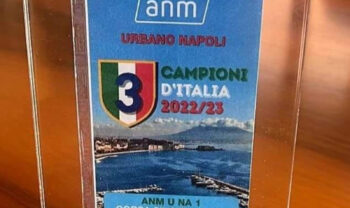 anm
URBANO NAPOLI
3
CAMPIONI
D'ITALIA
2022/23
ANM U NA 1